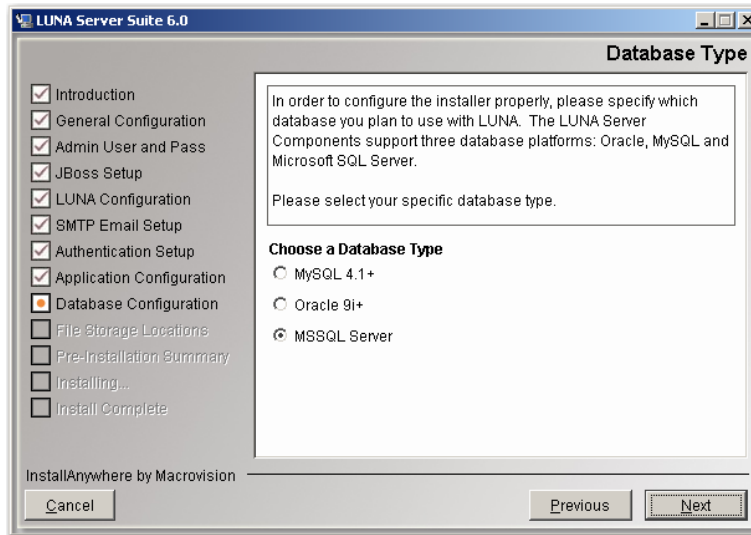 LUNA Server Suite 6.0
Database Type
Introduction
General Configuration
Admin User and Pass
JBoss Setup
LUNA Configuration
SMTP Email Setup
Authentication Setup
Application Configuration
Database Configuration
File Storage Locations
Pre-Installation Summary
Installing...
Install Complete
In order to configure the installer properly, please specify which
database you plan to use with LUNA. The LUNA Server
Components support three database platforms: Oracle, MySQL and
Microsoft SQL Server.
Please select your specific database type.
Choose a Database Type
MySQL 4.1+
Oracle 9i+
MSSQL Server
InstallAnywhere by Macrovision
Cancel
Previous
Next